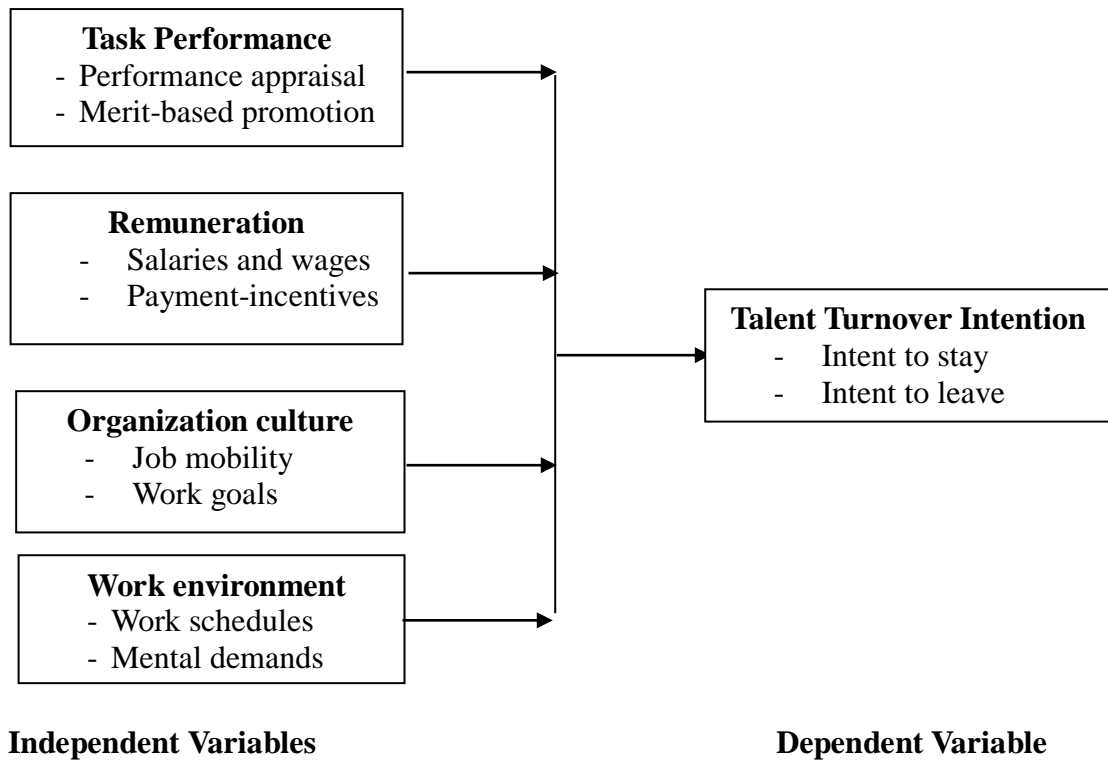 Task Performance
- Performance appraisal
- Merit-based promotion
Remuneration
- Salaries and wages
- Payment-incentives
Organization culture
- Job mobility
- Work goals
Work environment
- Work schedules
- Mental demands
Talent Turnover Intention
- Intent to stay
- Intent to leave
Independent Variables
Dependent Variable